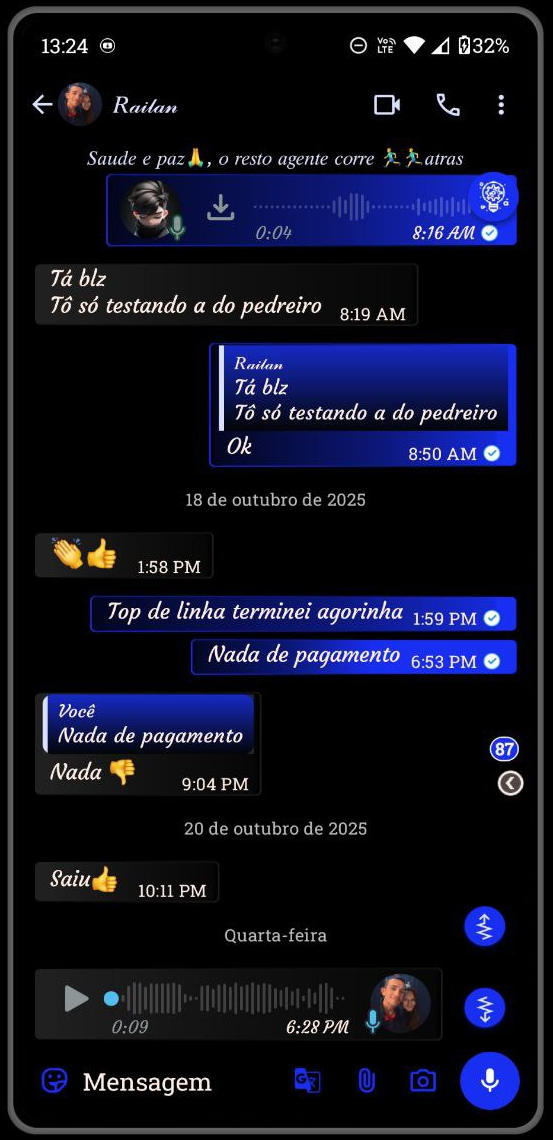 13:24
Vo)) LTE
32%
Railan
Saude e paz🙏, o resto agente corre 🏃‍♂️🏃‍♂️atras
0:04
8:16 AM
Tá blz
Tô só testando a do pedreiro
8:19 AM
Railan
Tá blz
Tô só testando a do pedreiro
Ok
8:50 AM
18 de outubro de 2025
👏👍
1:58 PM
Top de linha terminei agorinha
1:59 PM
Nada de pagamento
6:53 PM
Você
Nada de pagamento
Nada 👎
9:04 PM
87
20 de outubro de 2025
Saiu👍
10:11 PM
Quarta-feira
0:09
6:28 PM
Mensagem